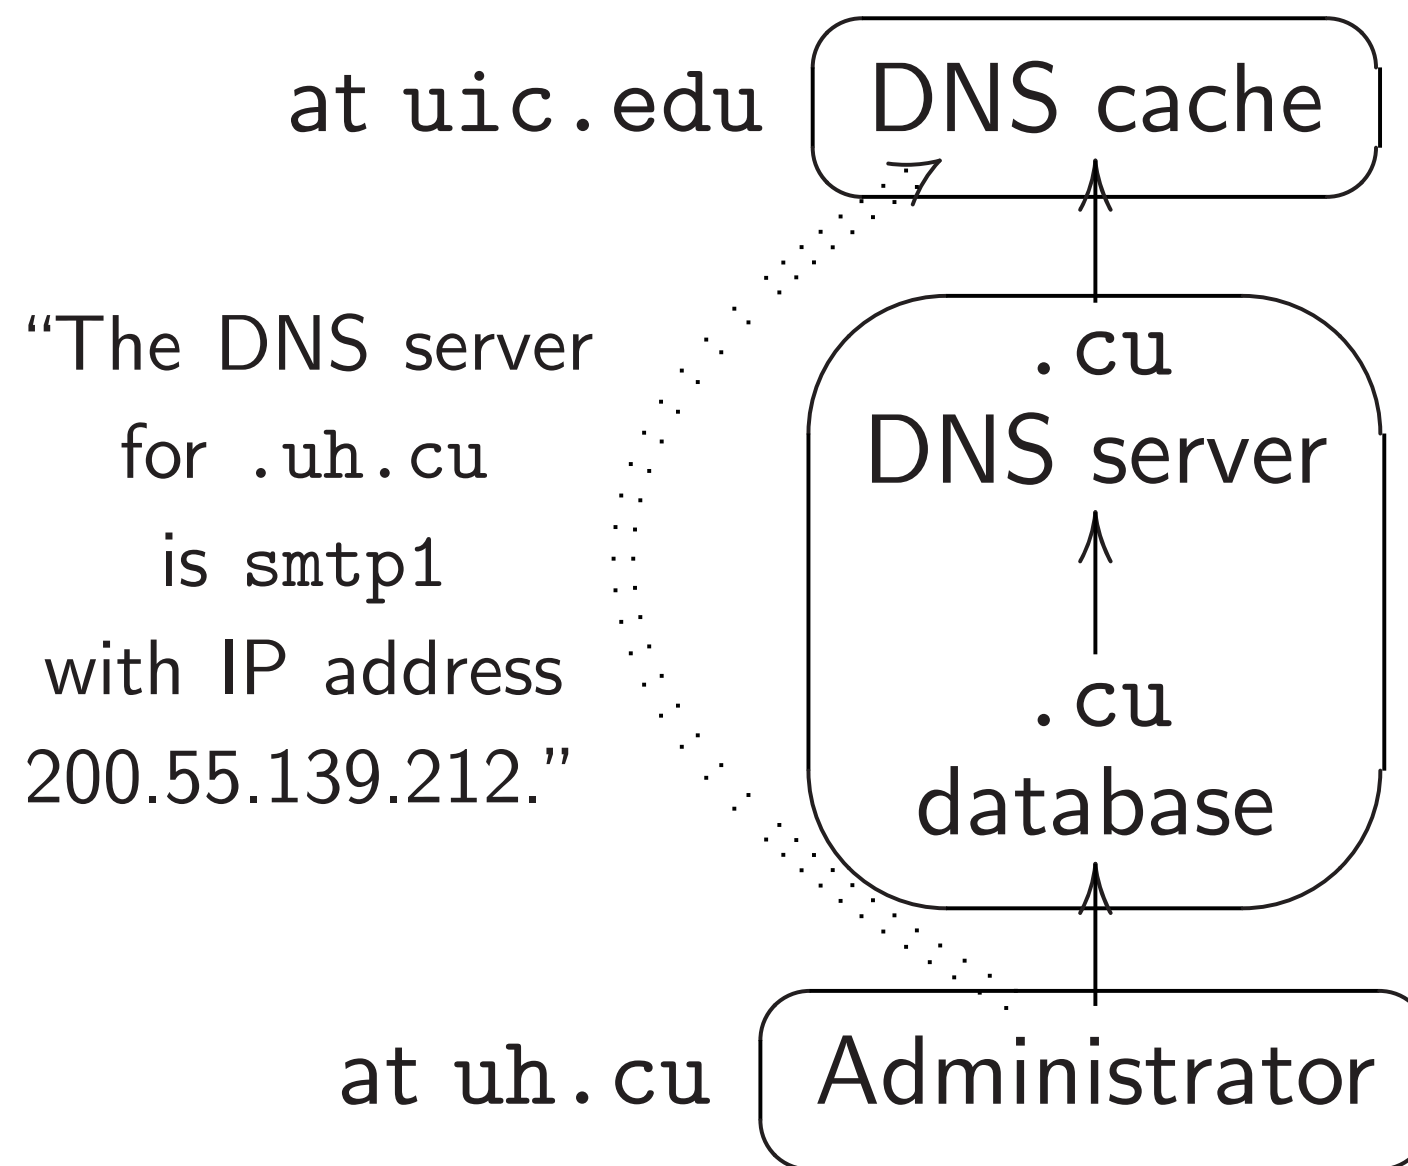 at uic.edu DNS cache
“The DNS server
for .uh.cu
is smtp1
with IP address
200.55.139.212.”
.cu
DNS server
.cu
database
at uh.cu Administrator